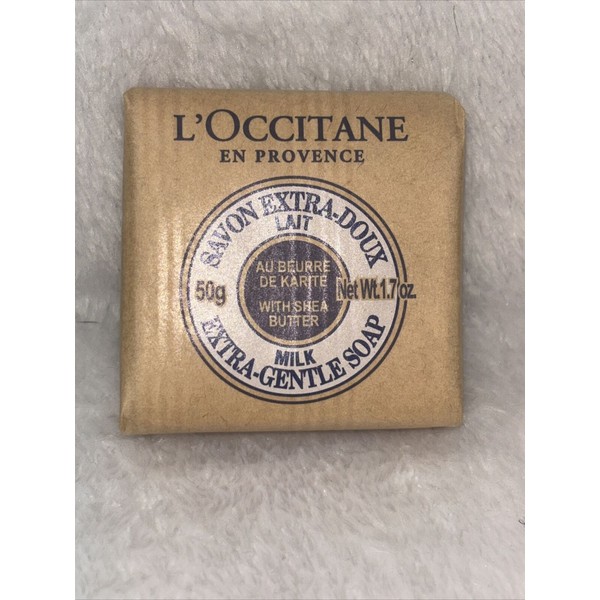 L'OCCITANE
EN PROVENCE
SAVON EXTRA-DOUX
LAIT
AU BEURRE
DE KARITÉ
50g
Net Wt.1.7 oz.
WITH SHEA
BUTTER
MILK
EXTRA-GENTLE SOAP